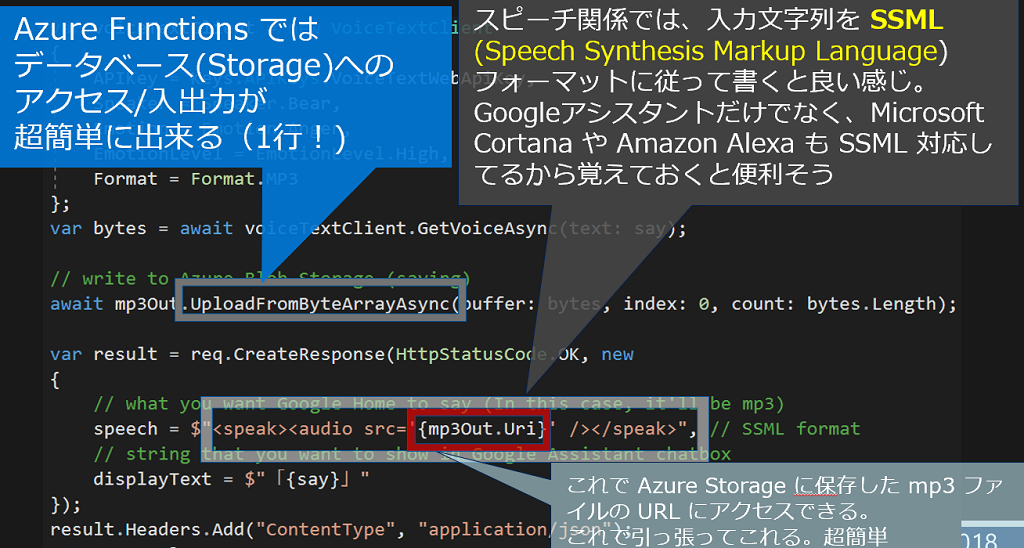 Azure Functions では
データベース(Storage)への
アクセス/入出力が
超簡単に出来る（1行！)
スピーチ関係では、入力文字列を SSML
(Speech Synthesis Markup Language)
フォーマットに従って書くと良い感じ。
Googleアシスタントだけでなく、Microsoft
Cortana や Amazon Alexa も SSML 対応し
てるから覚えておくと便利そう
EmotionLevel = EmotionLevel.High,
Format = Format.MP3
};
var bytes = await voiceTextClient.GetVoiceAsync(text: say);
// write to Azure Blob Storage (saving)
await mp3Out.UploadFromByteArrayAsync(buffer: bytes, index: 0, count: bytes.Length);
var result = req.CreateResponse(HttpStatusCode.OK, new
{
// what you want Google Home to say (In this case, it'll be mp3)
speech = $"<speak><audio src='{mp3Out.Uri}' /></speak>", // SSML format
// string that you want to show in Google Assistant chatbox
displayText = $"「{say}」"
});
result.Headers.Add("ContentType", "application/json");
これで Azure Storage に保存した mp3 ファ
イルの URL にアクセスできる。
これで引っ張ってこれる。超簡単